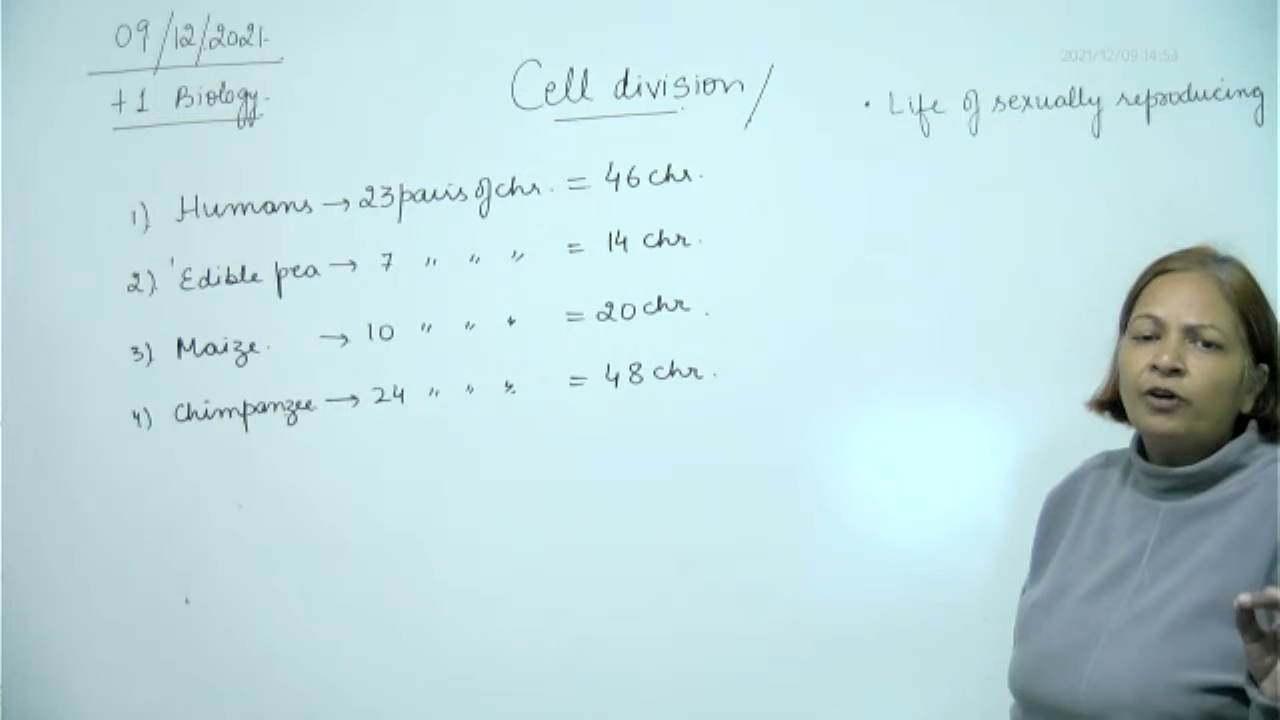 09/12/2021.
+1 Biology.
Cell division/
2021/12/09 14:53
• Life of sexually reproducing
1) Humans → 23 pairs of chr. = 46 chr.
2) Edible pea → 7 " " " = 14 chr.
3) Maize. → 10 " " " = 20 chr.
4) Chimpanzee → 24 " " " = 48 chr.